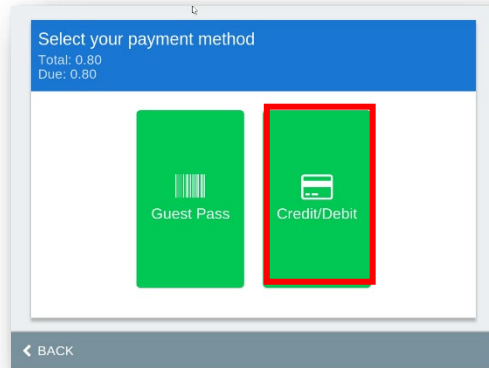 Select your payment method
Total: 0.80
Due: 0.80
Guest Pass
Credit/Debit
BACK